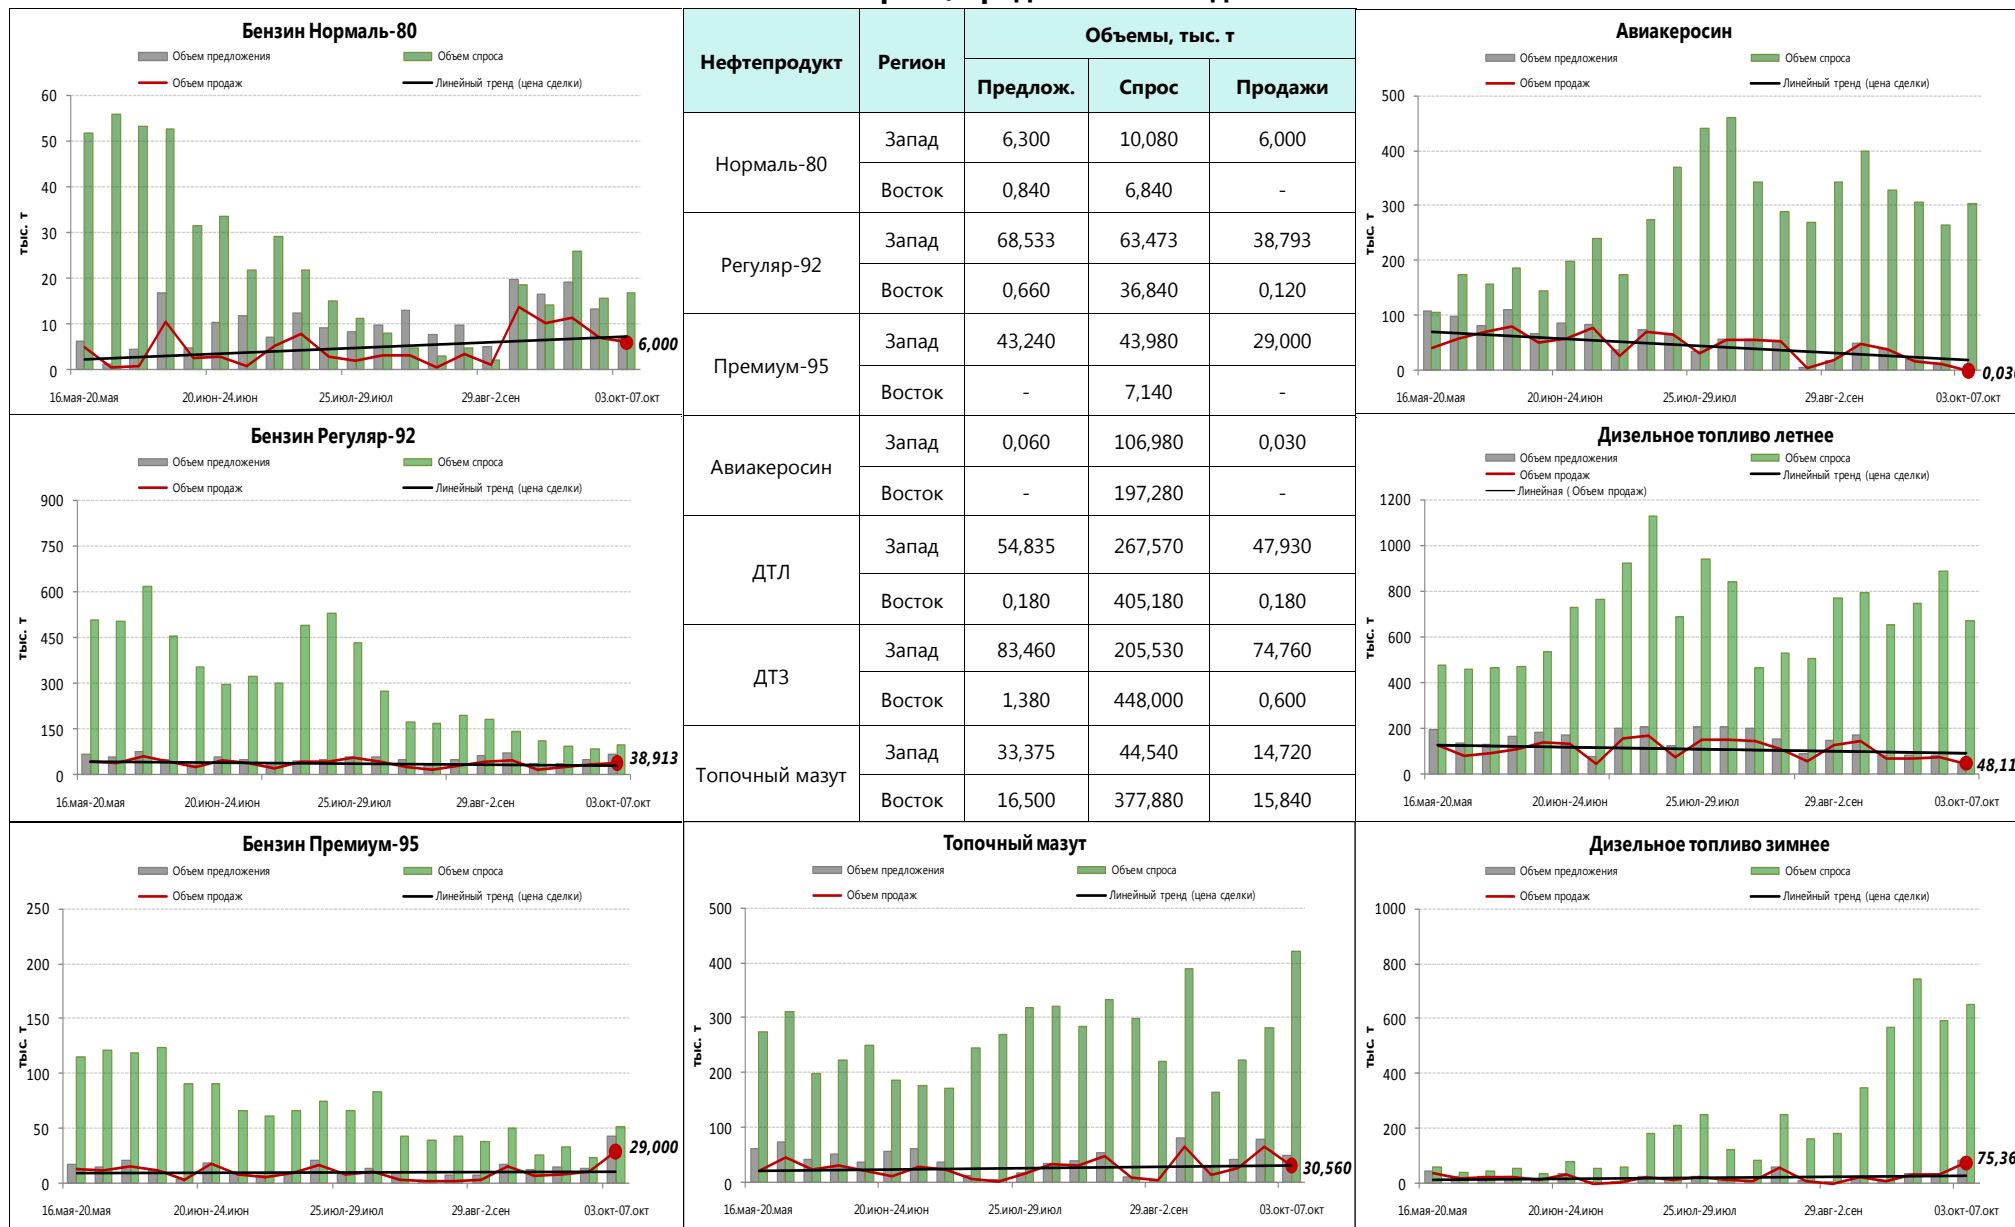 Бензин Нормаль-80
Объем предложения
Объем спроса
Объем продаж
Линейный тренд (цена сделки)
60
50
40
30
20
10
0
тыс. т
6,000
16.мая-20.мая
20.июн-24.июн
25.июл-29.июл
29.авг-2.сен
03.окт-07.окт
Нефтепродукт
Регион
Объемы, тыс. т
Предлож.
Спрос
Продажи
Нормаль-80
Запад 6,300 10,080 6,000
Восток 0,840 6,840 -
Регуляр-92
Запад 68,533 63,473 38,793
Восток 0,660 36,840 0,120
Премиум-95
Запад 43,240 43,980 29,000
Восток - 7,140 -
Авиакеросин
Запад 0,060 106,980 0,030
Восток - 197,280 -
ДТЛ
Запад 54,835 267,570 47,930
Восток 0,180 405,180 0,180
ДТЗ
Запад 83,460 205,530 74,760
Восток 1,380 448,000 0,600
Топочный мазут
Запад 33,375 44,540 14,720
Восток 16,500 377,880 15,840
Авиакеросин
Объем предложения
Объем спроса
Объем продаж
Линейный тренд (цена сделки)
500
400
300
200
100
0
тыс. т
16.мая-20.мая
20.июн-24.июн
25.июл-29.июл
29.авг-2.сен
03.окт-07.окт
Бензин Регуляр-92
Объем предложения
Объем спроса
Объем продаж
Линейный тренд (цена сделки)
900
750
600
450
300
150
0
тыс. т
38,913
16.мая-20.мая
20.июн-24.июн
25.июл-29.июл
29.авг-2.сен
03.окт-07.окт
Дизельное топливо летнее
Объем предложения
Объем спроса
Объем продаж
Линейный тренд (цена сделки)
Линейная ( Объем продаж)
1200
1000
800
600
400
200
0
тыс. т
48,11
16.мая-20.мая
20.июн-24.июн
25.июл-29.июл
29.авг-2.сен
03.окт-07.окт
Бензин Премиум-95
Объем предложения
Объем спроса
Объем продаж
Линейный тренд (цена сделки)
250
200
150
100
50
0
тыс. т
29,000
16.мая-20.мая
20.июн-24.июн
25.июл-29.июл
29.авг-2.сен
03.окт-07.окт
Топочный мазут
Объем предложения
Объем спроса
Объем продаж
Линейный тренд (цена сделки)
500
400
300
200
100
0
тыс. т
30,560
16.мая-20.мая
20.июн-24.июн
25.июл-29.июл
29.авг-2.сен
03.окт-07.окт
Дизельное топливо зимнее
Объем предложения
Объем спроса
Объем продаж
Линейный тренд (цена сделки)
1000
800
600
400
200
0
тыс. т
75,36
16.мая-20.мая
20.июн-24.июн
25.июл-29.июл
29.авг-2.сен
03.окт-07.окт